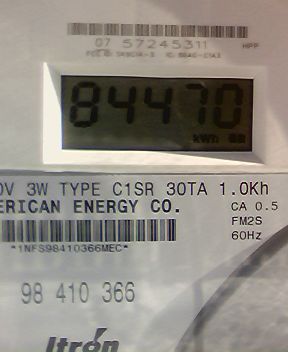 07 57245311 HPP
84470
kWh
0V 3W TYPE C1SR 30TA 1.0Kh
ERICAN ENERGY CO. CA 0.5
FM2S
60Hz
*1NFS98410366MEC*
98 410 366
Itron